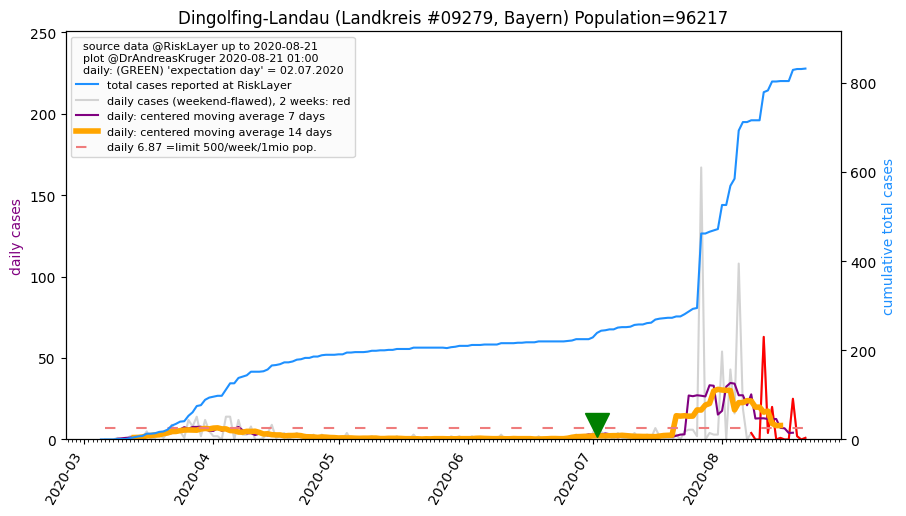 Dingolfing-Landau (Landkreis #09279, Bayern) Population=96217
source data @RiskLayer up to 2020-08-21
plot @DrAndreasKruger 2020-08-21 01:00
daily: (GREEN) 'expectation day' = 02.07.2020
total cases reported at RiskLayer
daily cases (weekend-flawed), 2 weeks: red
daily: centered moving average 7 days
daily: centered moving average 14 days
daily 6.87 =limit 500/week/1mio pop.
250
200
150
100
50
0
daily cases
800
600
400
200
0
cumulative total cases
2020-03
2020-04
2020-05
2020-06
2020-07
2020-08